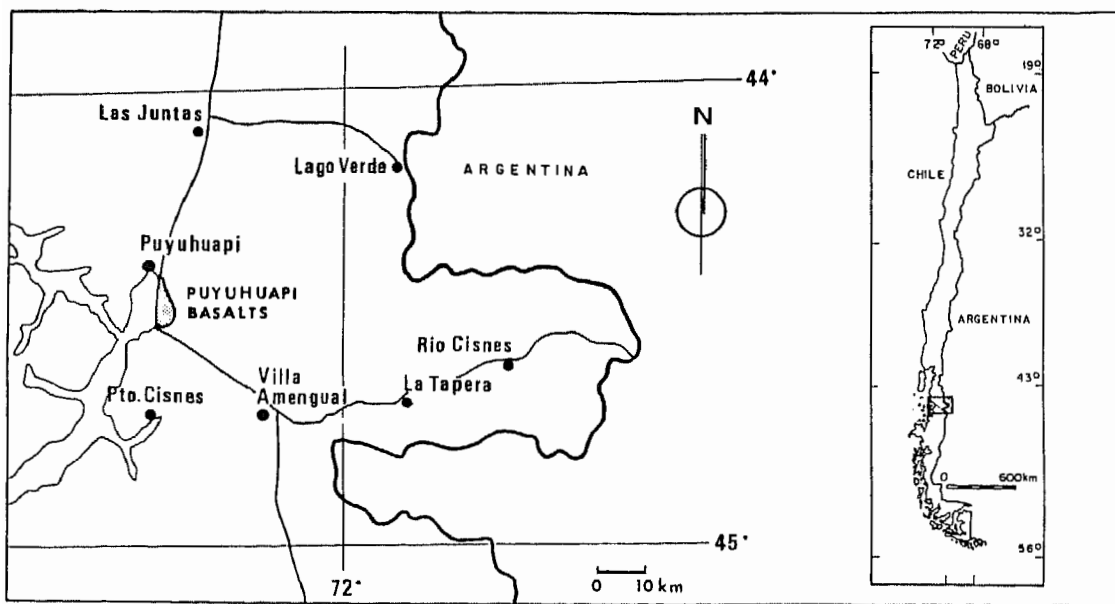 44°
Las Juntas
Lago Verde
ARGENTINA
N
Puyuhuapi
PUYUHUAPI
BASALTS
Río Cisnes
Villa
Amengual
La Tapera
Pto. Cisnes
45°
72°
0 10 km
72° PERU 68°
19°
BOLIVIA
CHILE
32°
ARGENTINA
43°
0 600km
56°